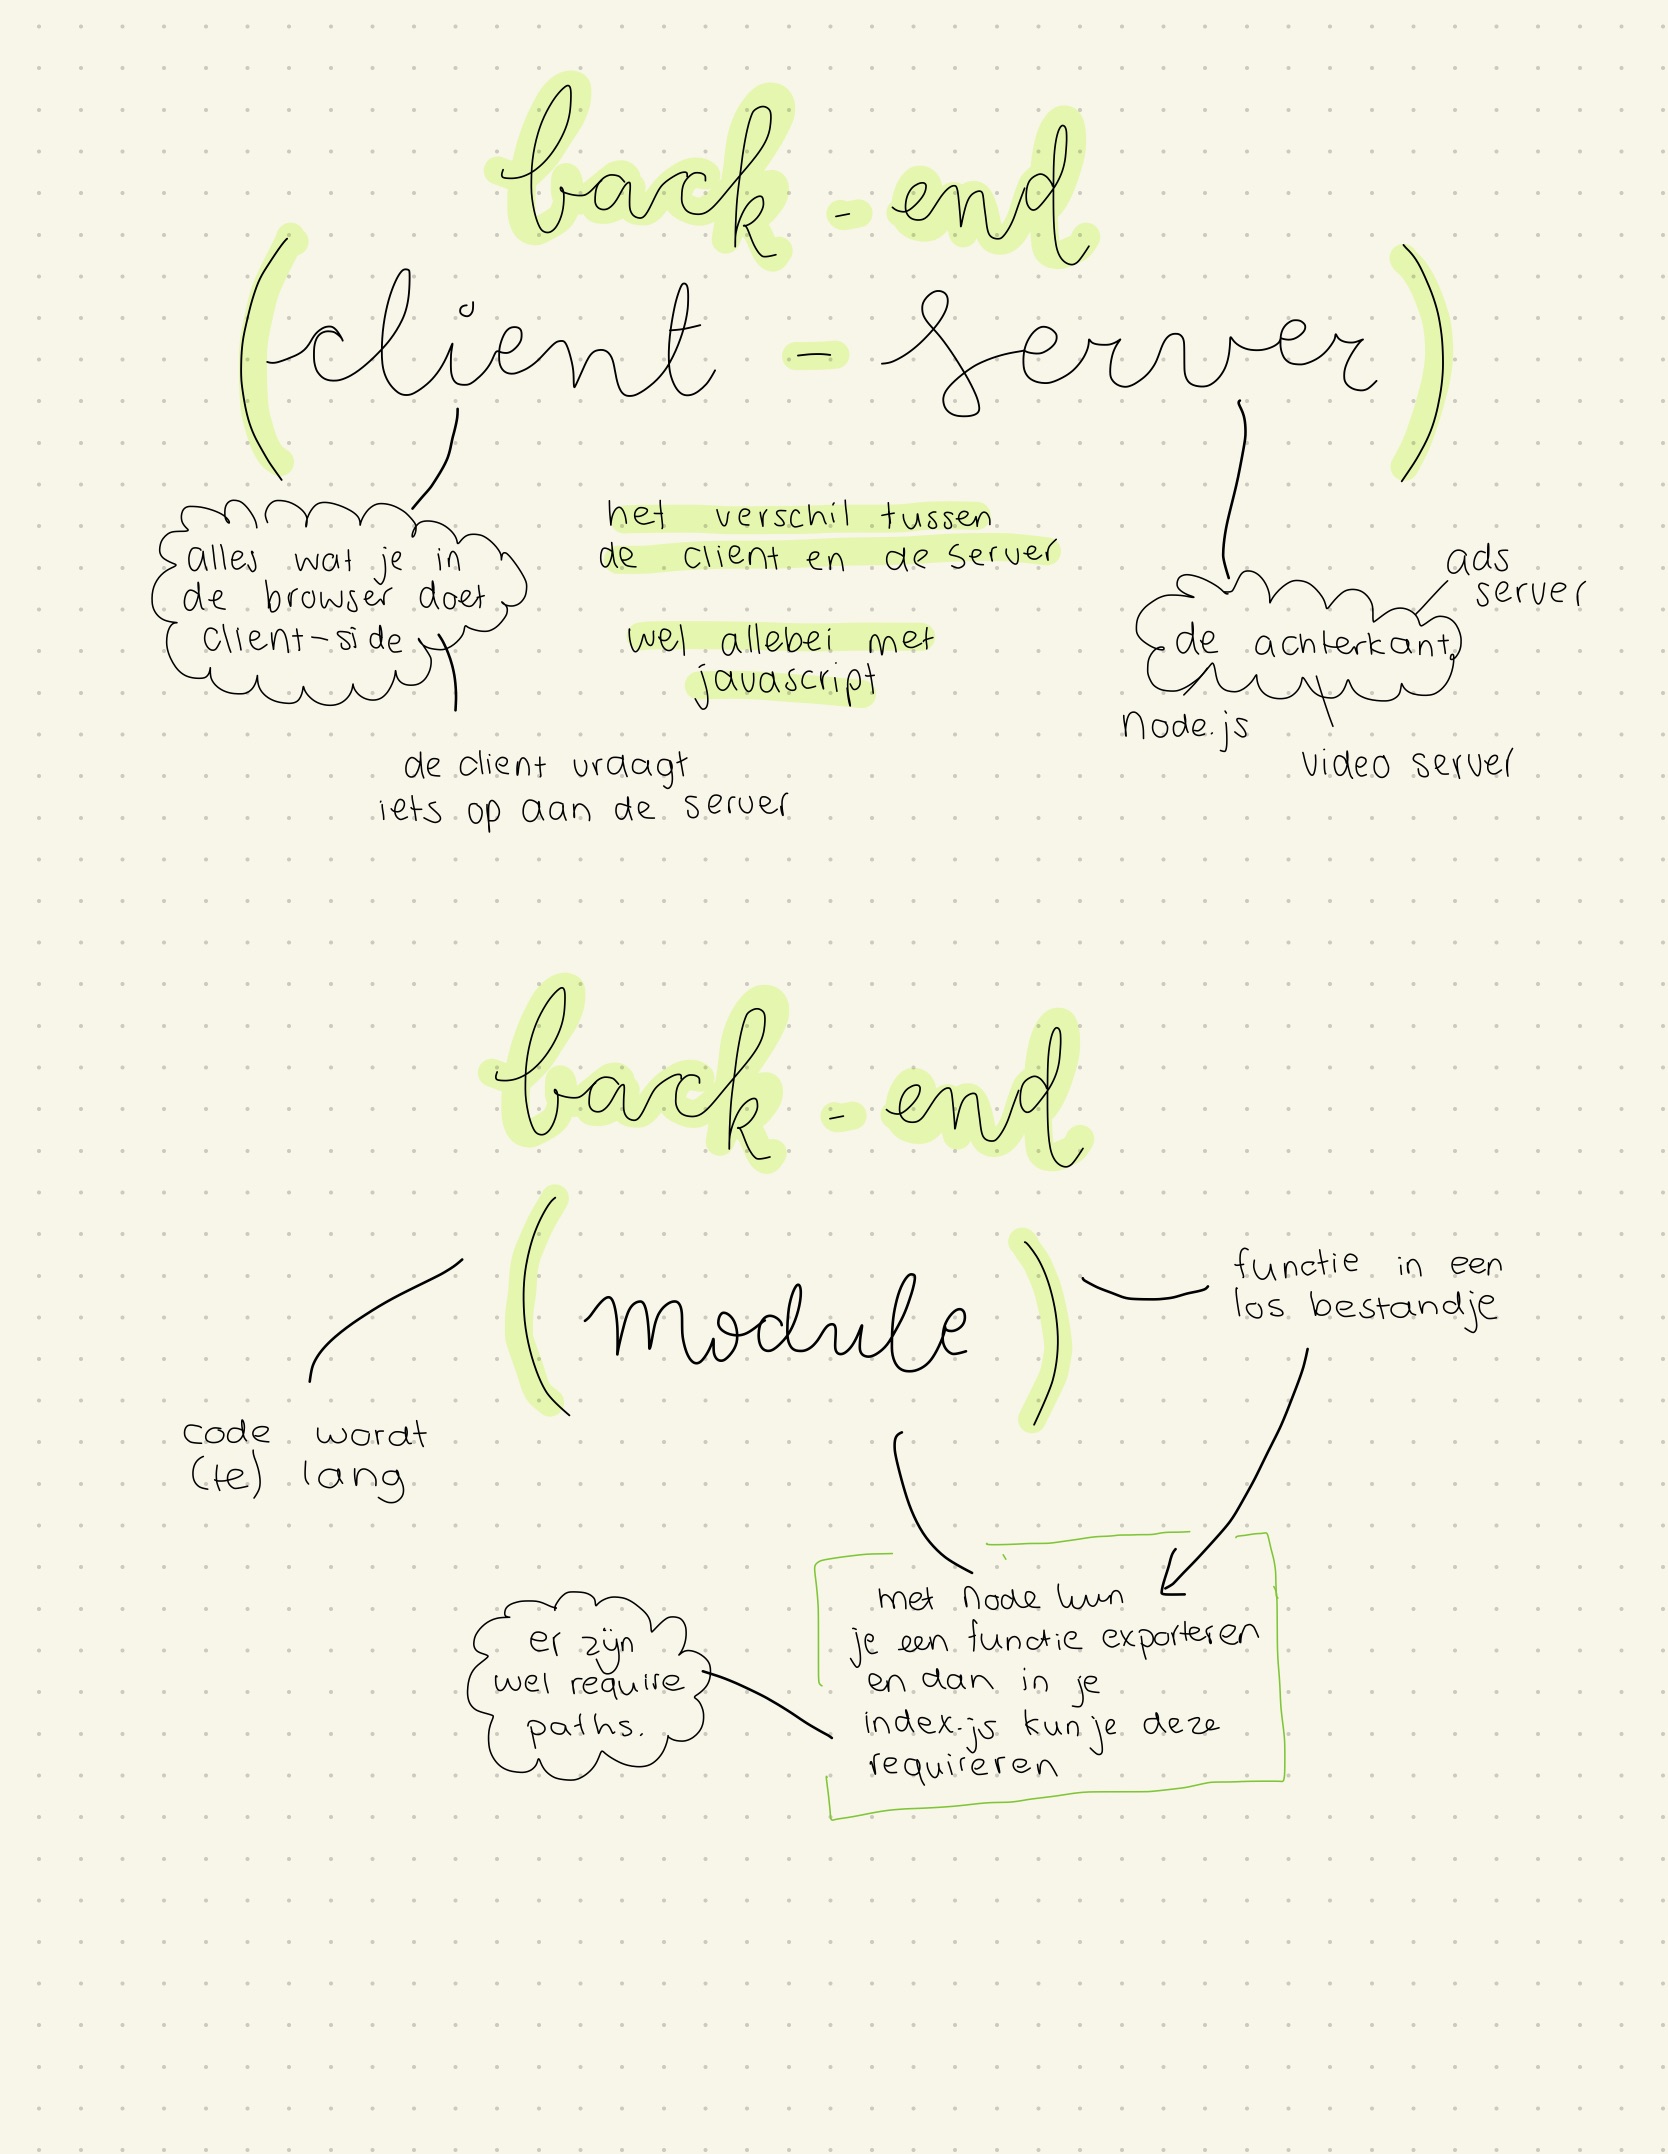 back-end
(client-server)
alles wat je in
de browser doet
client-side
het verschil tussen
de client en de server
wel allebei met
javascript
ads
server
de achterkant
node.js
video server
de client vraagt
iets op aan de server
back-end
(module)
functie in een
los bestandje
code wordt
(te) lang
met node kun
je een functie exporteren
en dan in je
index.js kun je deze
requireren
er zijn
wel require
paths.